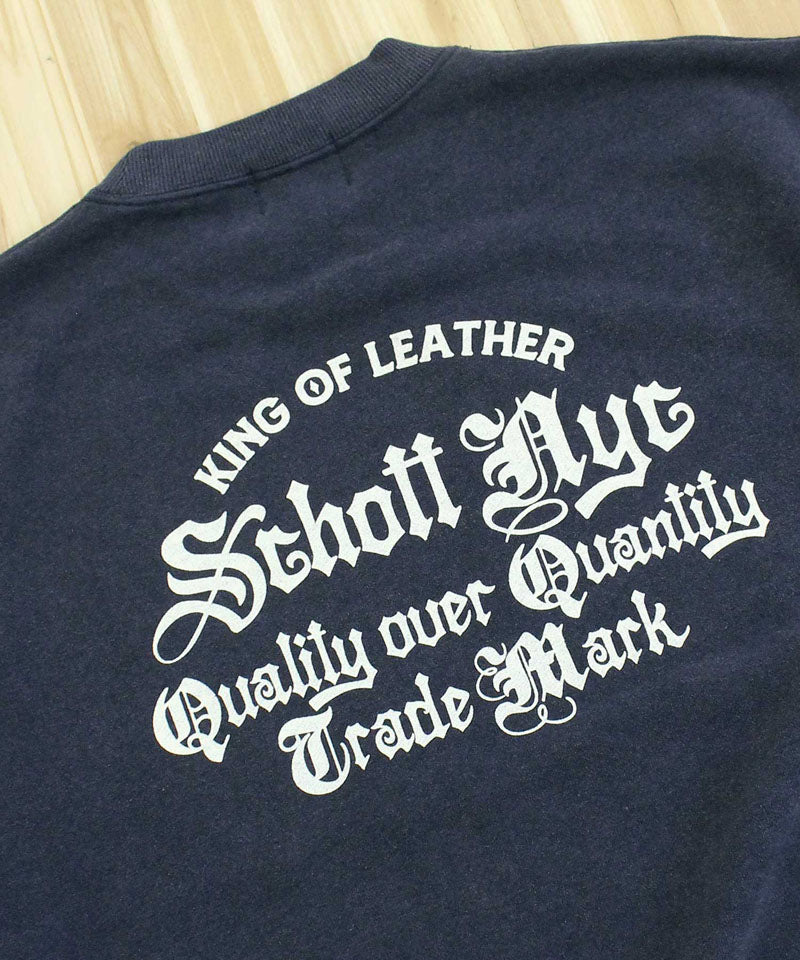 KING OF LEATHER
Schott Nyc
Quality over Quantity
Trade Mark